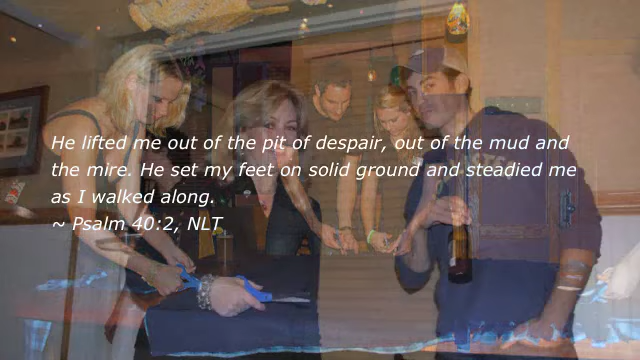 He lifted me out of the pit of despair, out of the mud and
the mire. He set my feet on solid ground and steadied me
as I walked along.
~ Psalm 40:2, NLT